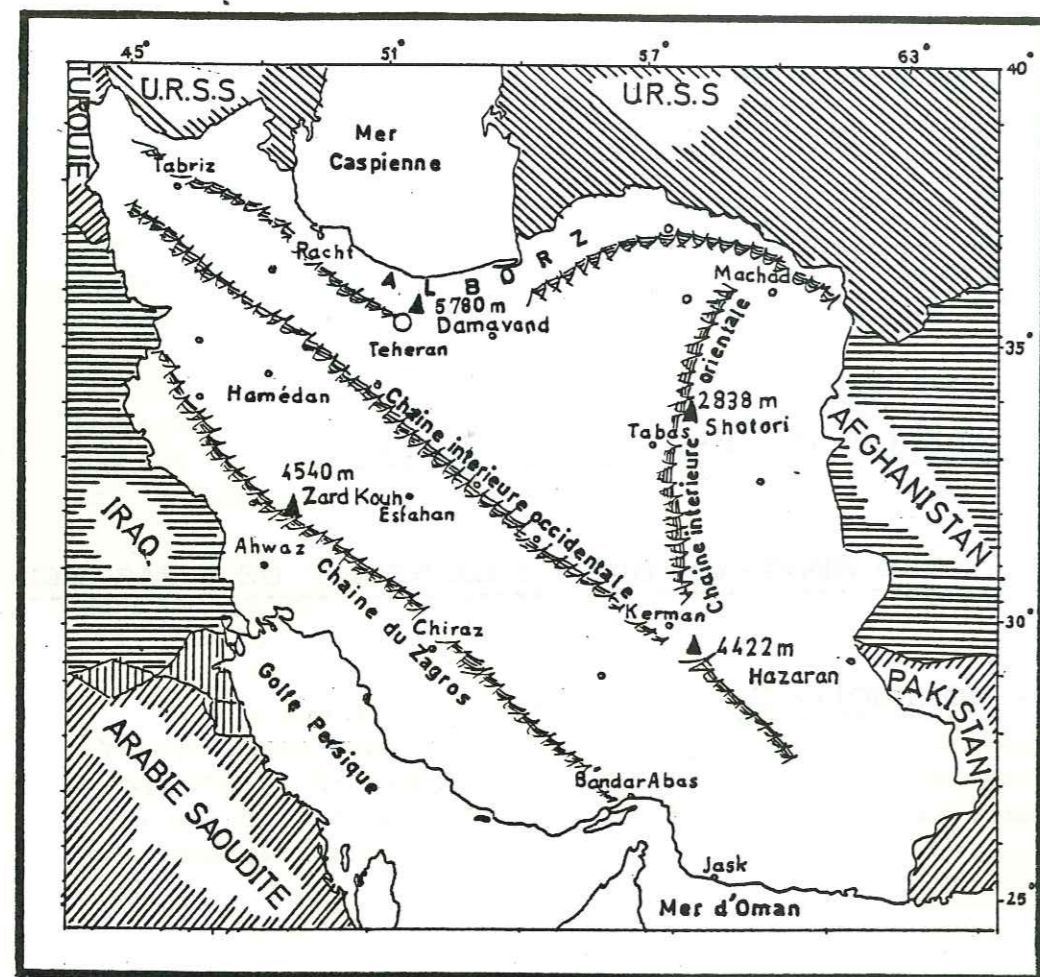 45°
51°
57°
63°
40°
TURQUIE
U.R.S.S
U.R.S.S
Mer
Caspienne
Tabriz
Racht
ALBORZ
Machad
5780 m
Damavand
Teheran
35°
Hamédan
Chaine intérieure occidentale
Chaine interieure orientale
2838 m
Tabas
Shotori
AFGHANISTAN
4540 m
Zard Kouh
Esfahan
IRAQ
Ahwaz
Chaine du Zagros
Chiraz
Kerman
30°
4422 m
Hazaran
PAKISTAN
Golfe Persique
ARABIE SAOUDITE
Bandar Abas
Jask
Mer d'Oman
25°